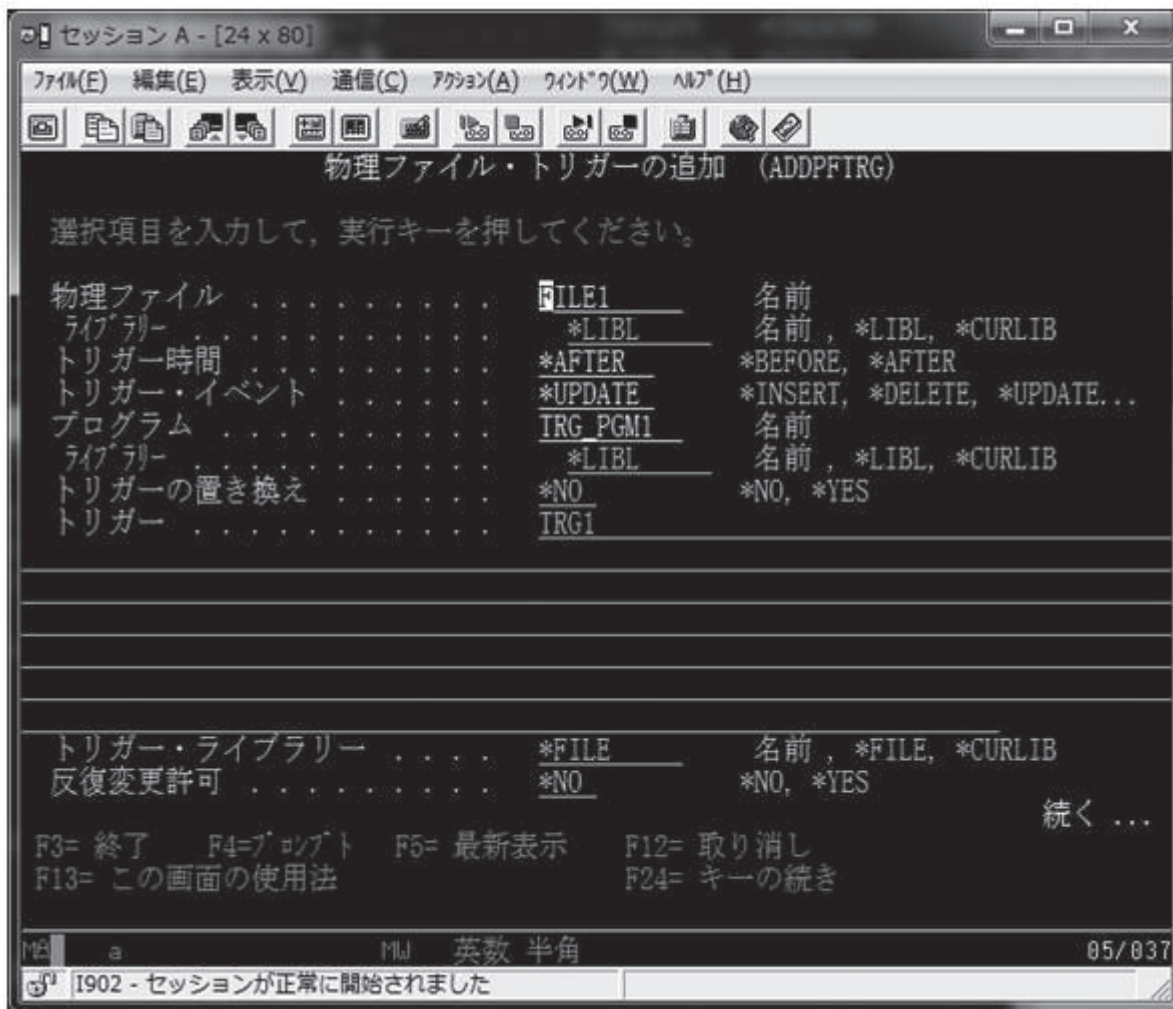 セッション A - [24 x 80]
ﾌｧｲﾙ(F) 編集(E) 表示(V) 通信(C) ｱｸｼｮﾝ(A) ｳｨﾝﾄﾞｳ(W) ﾍﾙﾌﾟ(H)
物理ファイル・トリガーの追加 (ADDPFTRG)
選択項目を入力して, 実行キーを押してください。
物理ファイル . . . . . . . . . FILE1 名前
ﾗｲﾌﾞﾗﾘｰ . . . . . . . . . . . *LIBL 名前 , *LIBL, *CURLIB
トリガー時間 . . . . . . . . . *AFTER *BEFORE, *AFTER
トリガー・イベント . . . . . . *UPDATE *INSERT, *DELETE, *UPDATE...
プログラム . . . . . . . . . . TRG_PGM1 名前
ﾗｲﾌﾞﾗﾘｰ . . . . . . . . . . . *LIBL 名前 , *LIBL, *CURLIB
トリガーの置き換え . . . . . . *NO *NO, *YES
トリガー . . . . . . . . . . . TRG1
トリガー・ライブラリー . . . . *FILE 名前 , *FILE, *CURLIB
反復変更許可 . . . . . . . . . *NO *NO, *YES
続く ...
F3= 終了 F4=ﾌﾟﾛﾝﾌﾟﾄ F5= 最新表示 F12= 取り消し
F13= この画面の使用法 F24= キーの続き
MA a MW 英数 半角 05/037
I902 - セッションが正常に開始されました